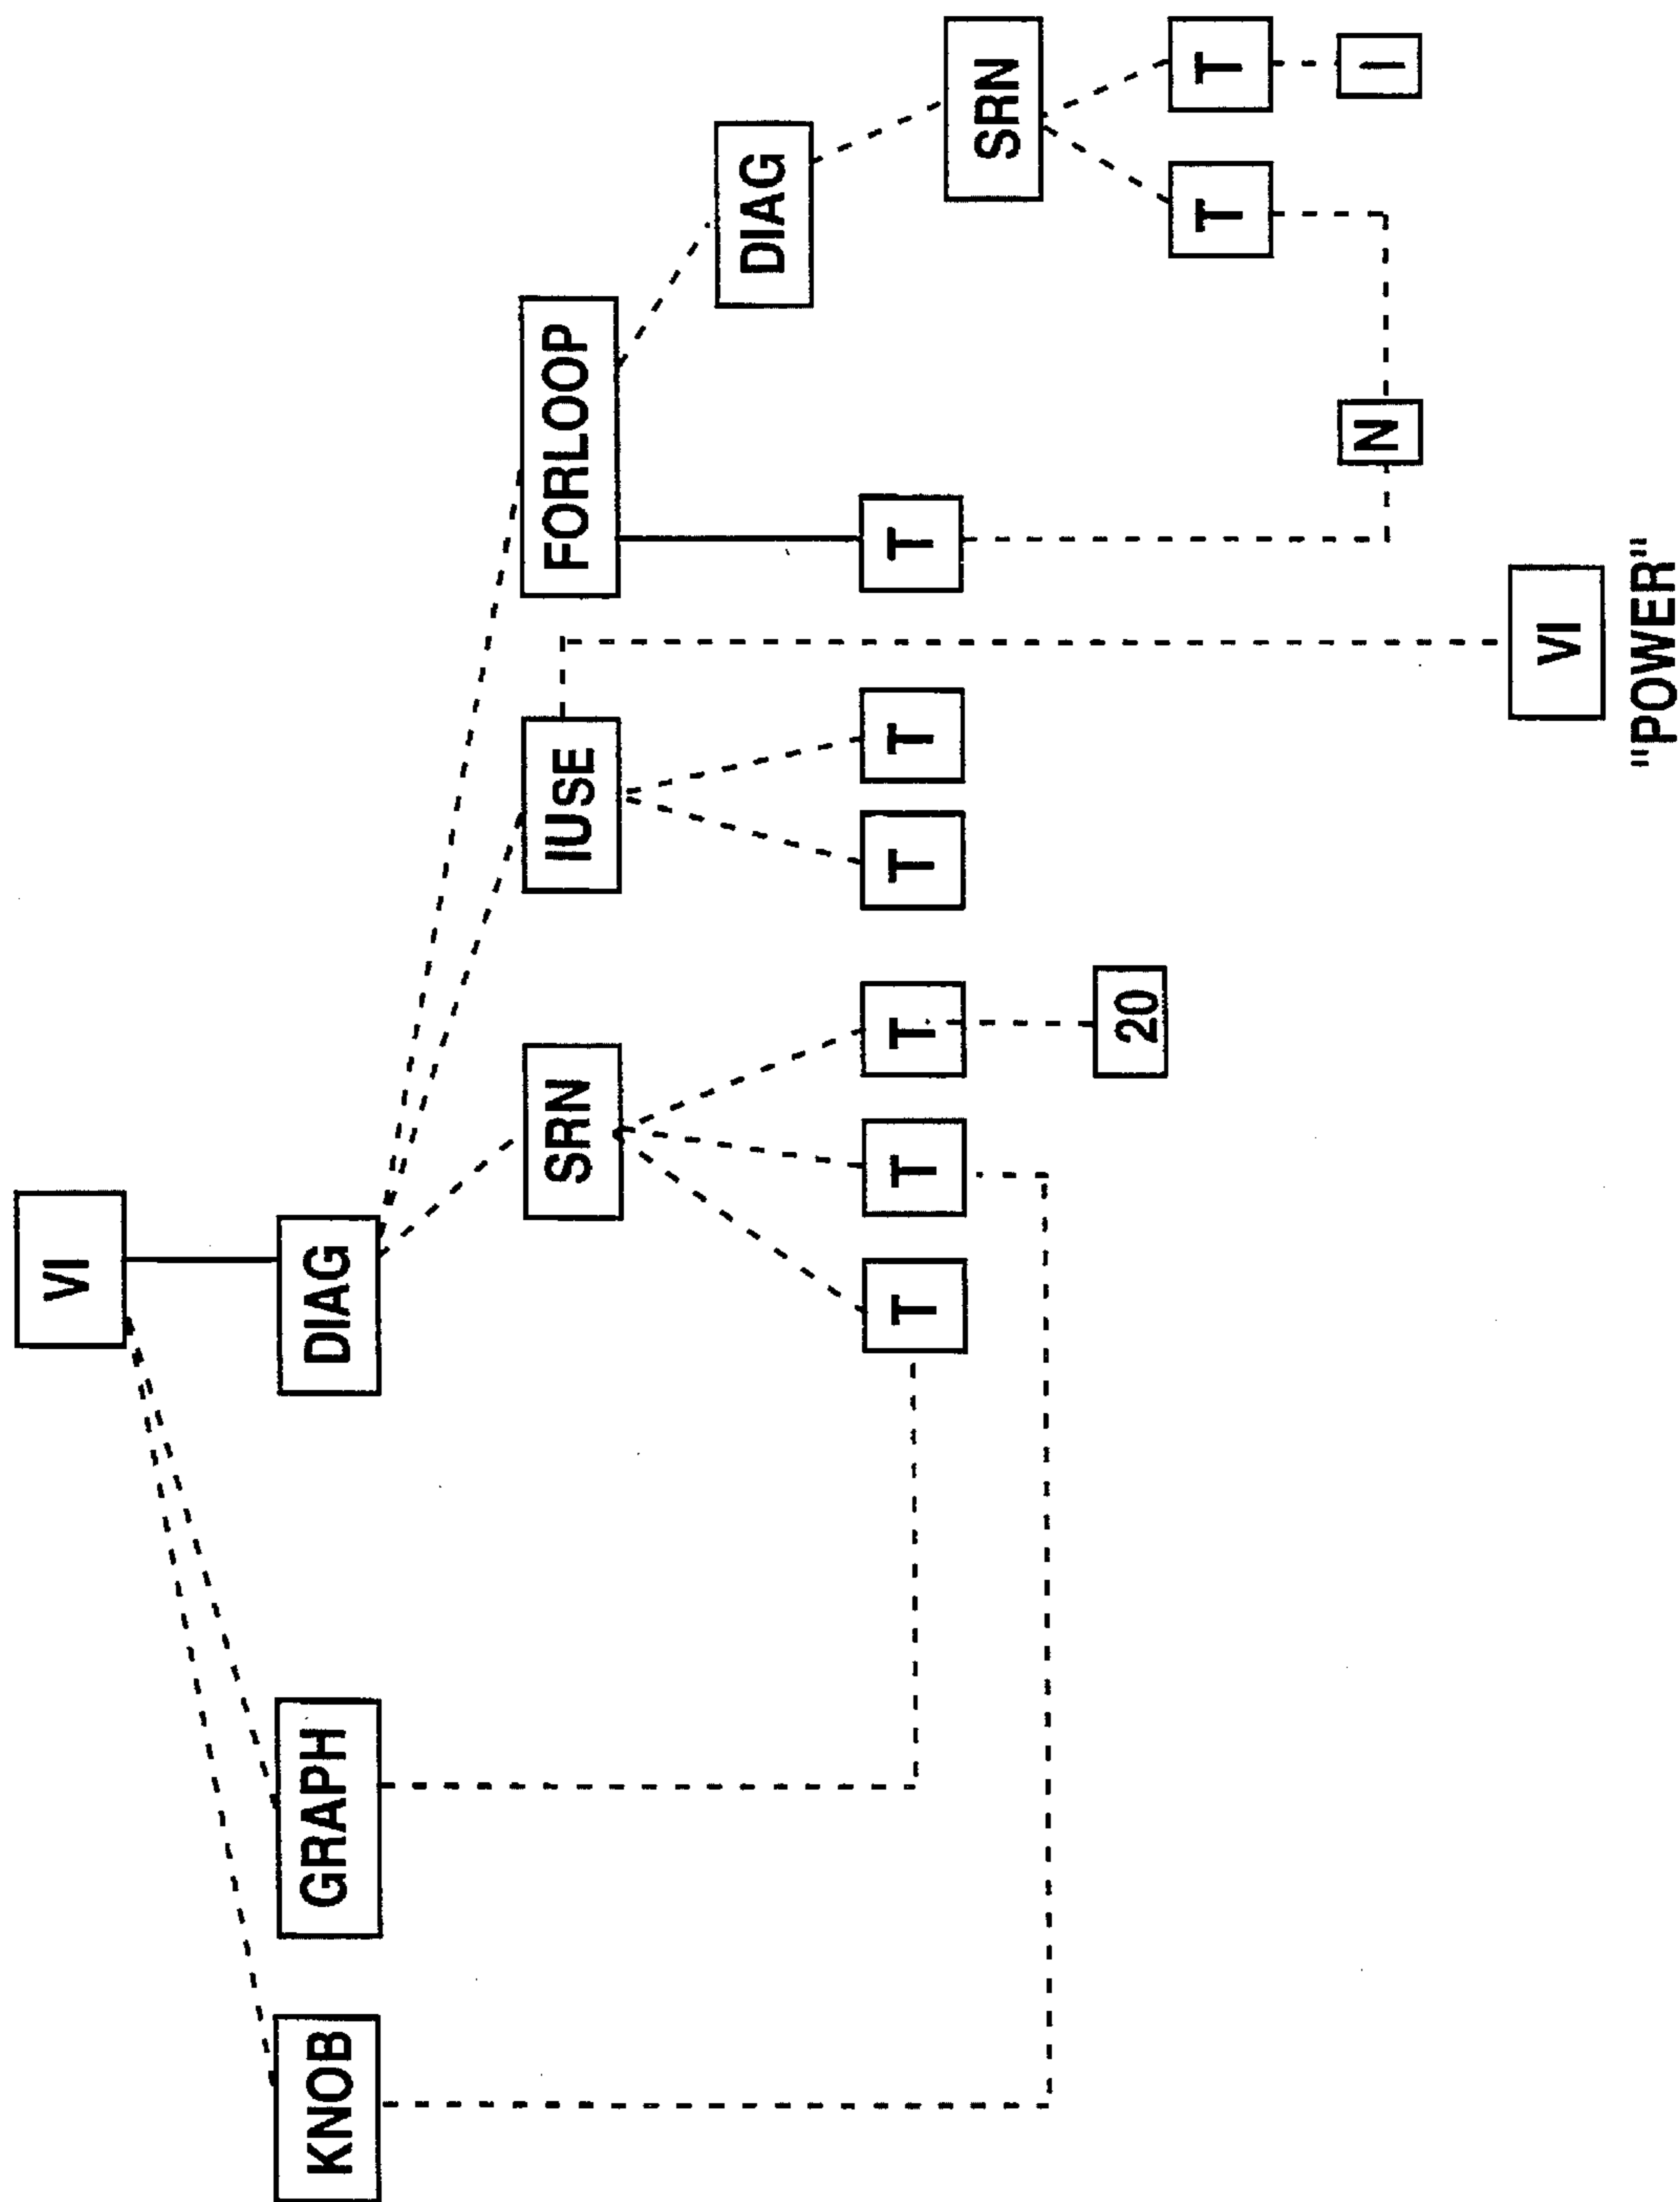 VI
KNOB
GRAPH
DIAG
SRN
IUSE
FORLOOP
DIAG
T
T
T
T
T
T
SRN
20
T
T
N
I
VI
"POWER"